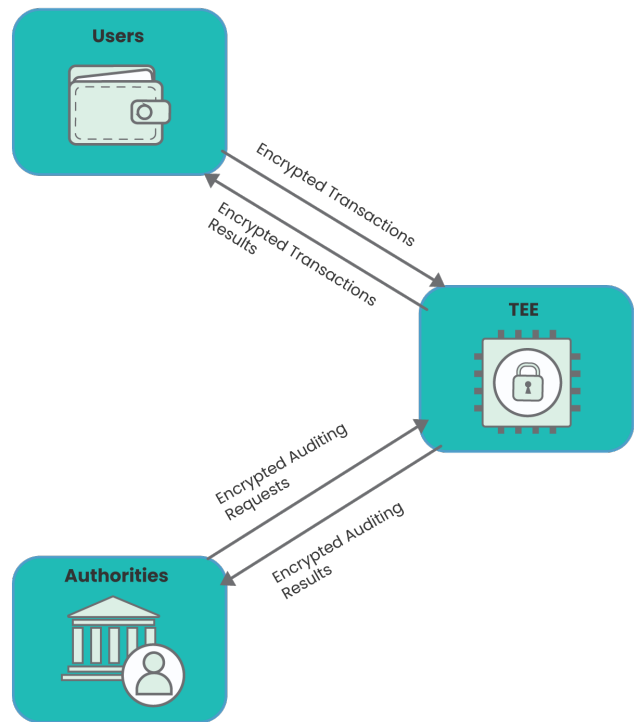 Users
Encrypted Transactions
Encrypted Transactions
Results
TEE
Encrypted Auditing
Requests
Encrypted Auditing
Results
Authorities